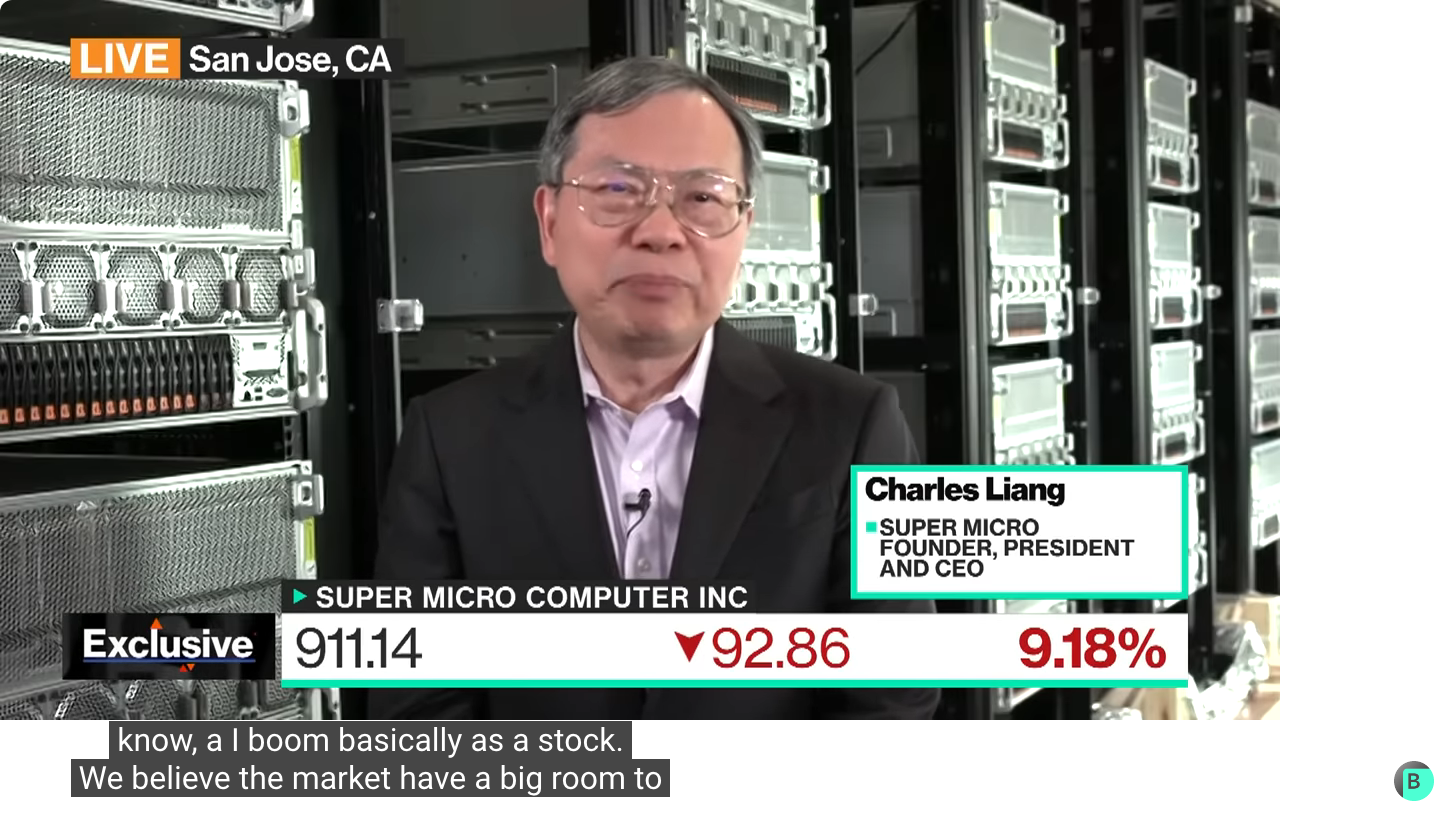 LIVE San Jose, CA
Charles Liang
SUPER MICRO
FOUNDER, PRESIDENT
AND CEO
▶ SUPER MICRO COMPUTER INC
Exclusive
911.14 ▼92.86 9.18%
know, a I boom basically as a stock.
We believe the market have a big room to
B